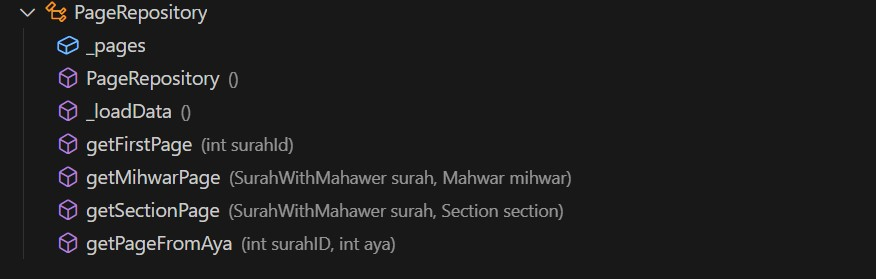 PageRepository
_pages
PageRepository ()
_loadData ()
getFirstPage (int surahId)
getMihwarPage (SurahWithMahawer surah, Mahwar mihwar)
getSectionPage (SurahWithMahawer surah, Section section)
getPageFromAya (int surahID, int aya)